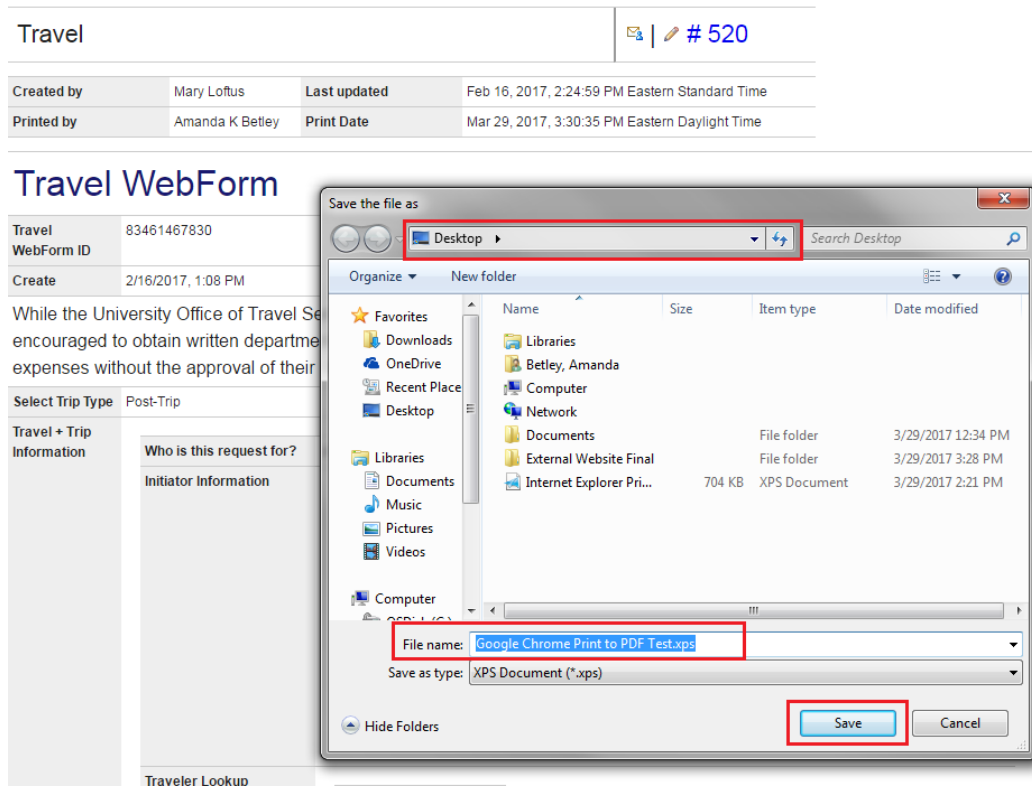 Travel # 520
Created by Mary Loftus Last updated Feb 16, 2017, 2:24:59 PM Eastern Standard Time
Printed by Amanda K Betley Print Date Mar 29, 2017, 3:30:35 PM Eastern Daylight Time
Travel WebForm
Travel WebForm ID 83461467830
Create 2/16/2017, 1:08 PM
While the University Office of Travel Se
encouraged to obtain written departme
expenses without the approval of their
Select Trip Type Post-Trip
Travel + Trip
Information
Who is this request for?
Initiator Information
Traveler Lookup
Save the file as
Desktop
Search Desktop
Organize New folder
Favorites
Downloads
OneDrive
Recent Place
Desktop
Libraries
Documents
Music
Pictures
Videos
Computer
Name Size Item type Date modified
Libraries
Betley, Amanda
Computer
Network
Documents File folder 3/29/2017 12:34 PM
External Website Final File folder 3/29/2017 3:28 PM
Internet Explorer Pri... 704 KB XPS Document 3/29/2017 2:21 PM
File name: Google Chrome Print to PDF Test.xps
Save as type: XPS Document (*.xps)
Hide Folders Save Cancel